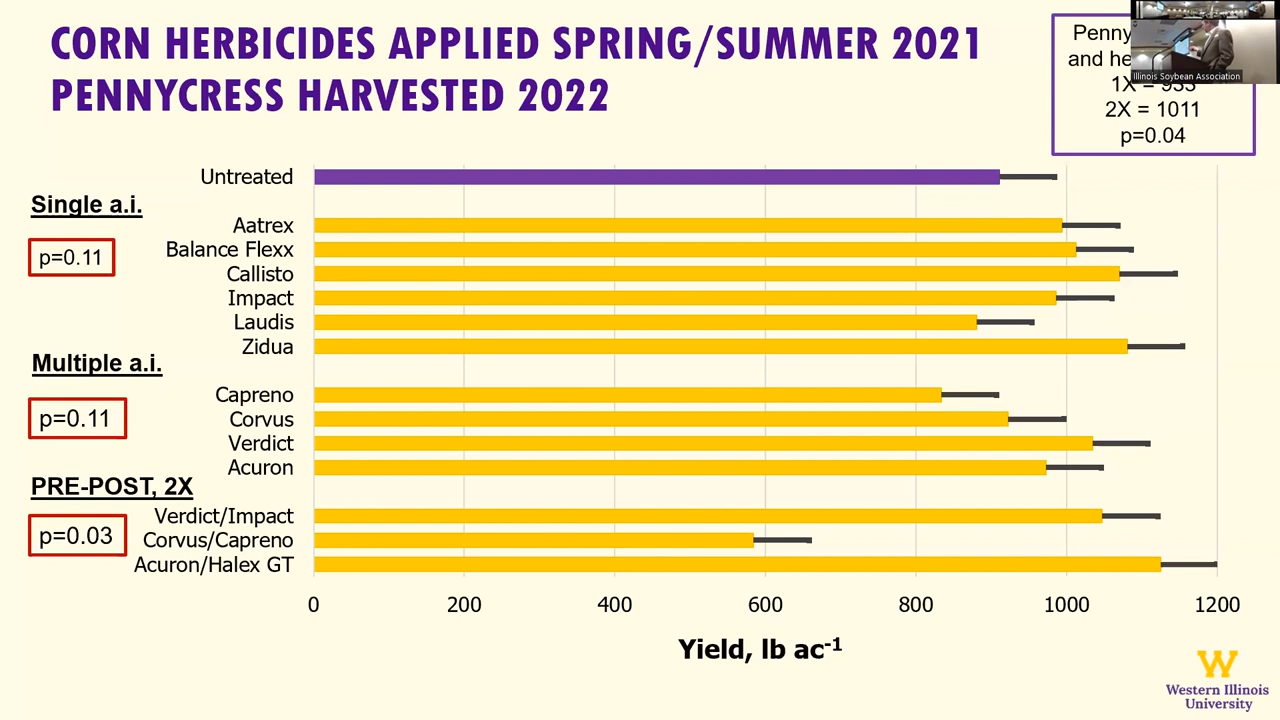 CORN HERBICIDES APPLIED SPRING/SUMMER 2021
PENNYCRESS HARVESTED 2022
and
1X =
2X = 1011
p=0.04
Illinois Soybean Association
Untreated
Single a.i.
p=0.11
Aatrex
Balance Flexx
Callisto
Impact
Laudis
Zidua
Multiple a.i.
p=0.11
Capreno
Corvus
Verdict
Acuron
PRE-POST, 2X
p=0.03
Verdict/Impact
Corvus/Capreno
Acuron/Halex GT
0 200 400 600 800 1000 1200
Yield, lb ac-1
W
Western Illinois
University